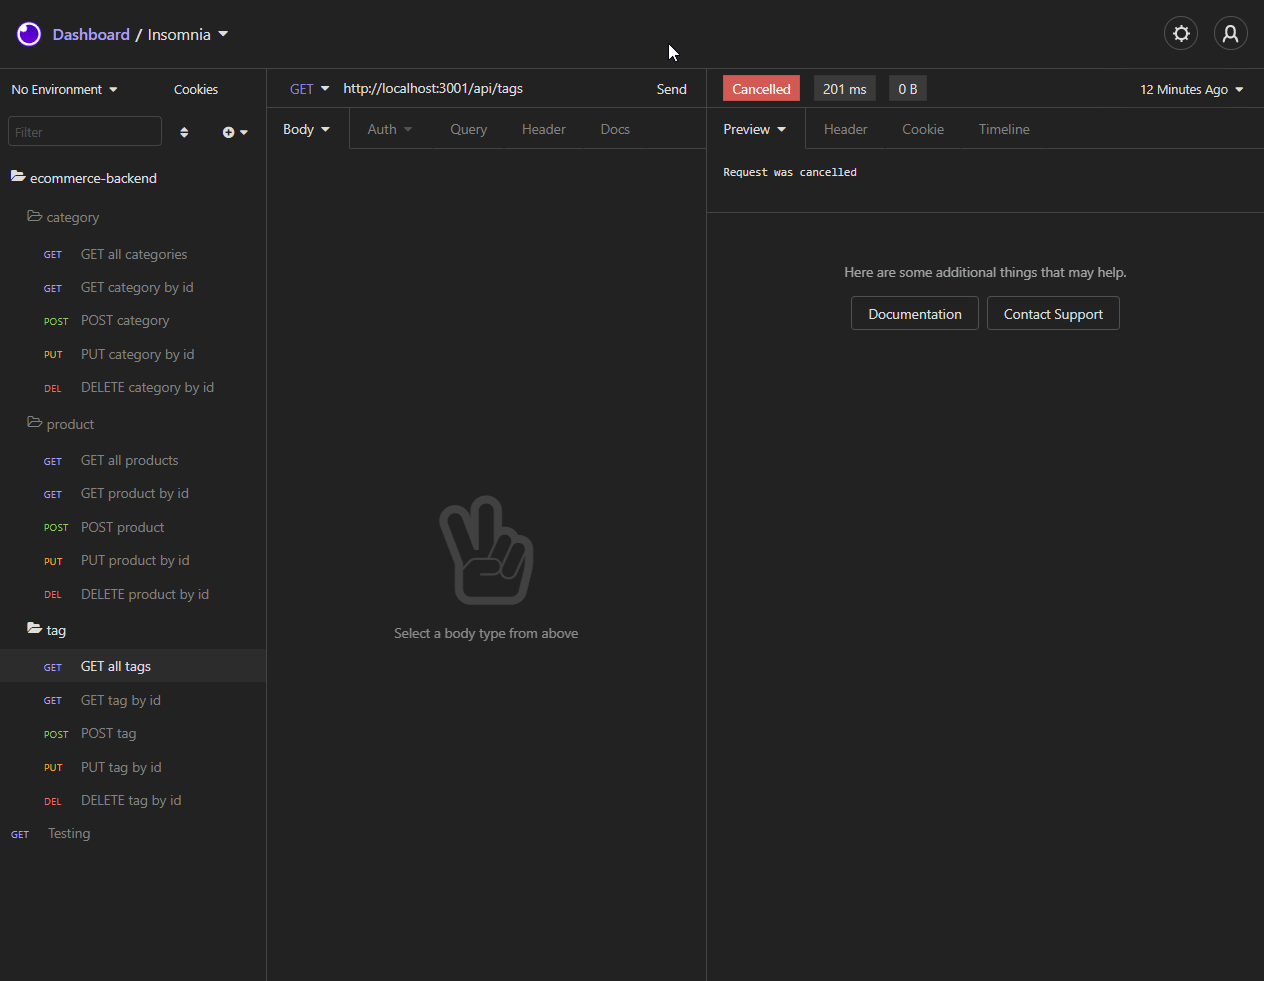 Dashboard / Insomnia
No Environment
Cookies
Filter
ecommerce-backend
category
GET GET all categories
GET GET category by id
POST POST category
PUT PUT category by id
DEL DELETE category by id
product
GET GET all products
GET GET product by id
POST POST product
PUT PUT product by id
DEL DELETE product by id
tag
GET GET all tags
GET GET tag by id
POST POST tag
PUT PUT tag by id
DEL DELETE tag by id
GET Testing
GET http://localhost:3001/api/tags Send
Body Auth Query Header Docs
Select a body type from above
Cancelled 201 ms 0 B 12 Minutes Ago
Preview Header Cookie Timeline
Request was cancelled
Here are some additional things that may help.
Documentation Contact Support